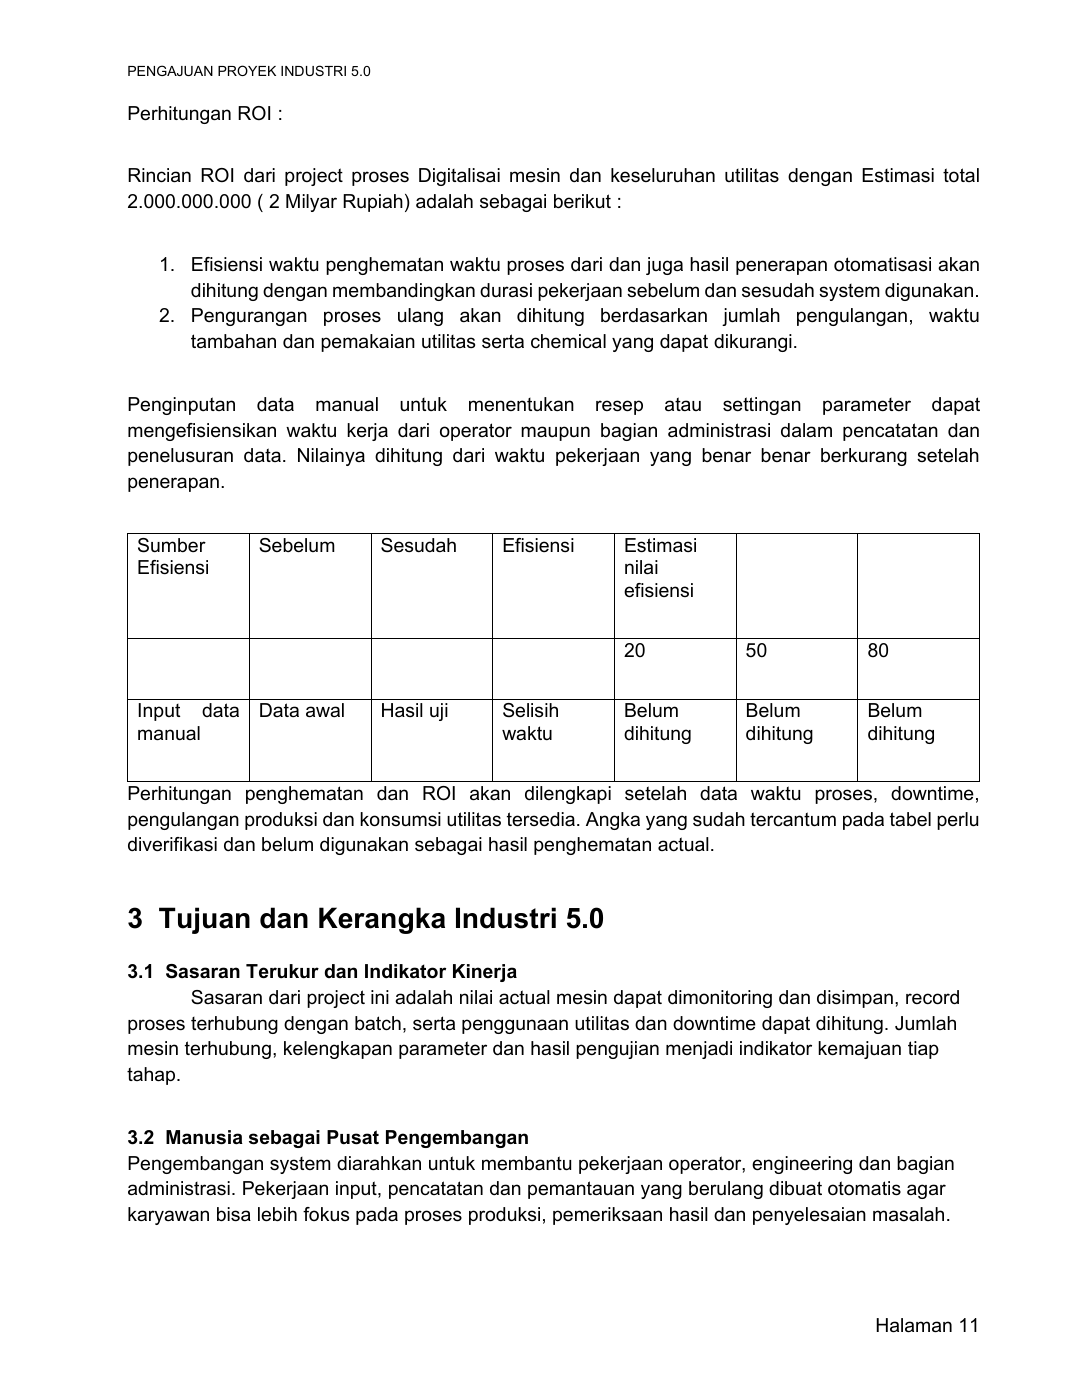 PENGAJUAN PROYEK INDUSTRI 5.0
Perhitungan ROI :
Rincian ROI dari project proses Digitalisai mesin dan keseluruhan utilitas dengan Estimasi total
2.000.000.000 ( 2 Milyar Rupiah) adalah sebagai berikut :
1. Efisiensi waktu penghematan waktu proses dari dan juga hasil penerapan otomatisasi akan
dihitung dengan membandingkan durasi pekerjaan sebelum dan sesudah system digunakan.
2. Pengurangan proses ulang akan dihitung berdasarkan jumlah pengulangan, waktu
tambahan dan pemakaian utilitas serta chemical yang dapat dikurangi.
Penginputan data manual untuk menentukan resep atau settingan parameter dapat
mengefisiensikan waktu kerja dari operator maupun bagian administrasi dalam pencatatan dan
penelusuran data. Nilainya dihitung dari waktu pekerjaan yang benar benar berkurang setelah
penerapan.
Sumber Sebelum Sesudah Efisiensi Estimasi
Efisiensi nilai
efisiensi
20 50 80
Input data Data awal Hasil uji Selisih Belum Belum Belum
manual waktu dihitung dihitung dihitung
Perhitungan penghematan dan ROI akan dilengkapi setelah data waktu proses, downtime,
pengulangan produksi dan konsumsi utilitas tersedia. Angka yang sudah tercantum pada tabel perlu
diverifikasi dan belum digunakan sebagai hasil penghematan actual.
3 Tujuan dan Kerangka Industri 5.0
3.1 Sasaran Terukur dan Indikator Kinerja
Sasaran dari project ini adalah nilai actual mesin dapat dimonitoring dan disimpan, record
proses terhubung dengan batch, serta penggunaan utilitas dan downtime dapat dihitung. Jumlah
mesin terhubung, kelengkapan parameter dan hasil pengujian menjadi indikator kemajuan tiap
tahap.
3.2 Manusia sebagai Pusat Pengembangan
Pengembangan system diarahkan untuk membantu pekerjaan operator, engineering dan bagian
administrasi. Pekerjaan input, pencatatan dan pemantauan yang berulang dibuat otomatis agar
karyawan bisa lebih fokus pada proses produksi, pemeriksaan hasil dan penyelesaian masalah.
Halaman 11